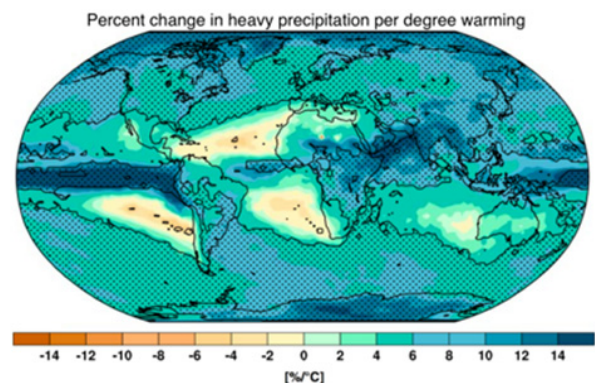 Percent change in heavy precipitation per degree warming
-14 -12 -10 -8 -6 -4 -2 0 2 4 6 8 10 12 14
[%/°C]